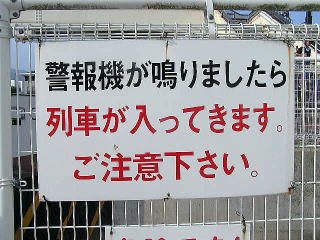 警報機が鳴りましたら
列車が入ってきます。
ご注意下さい。